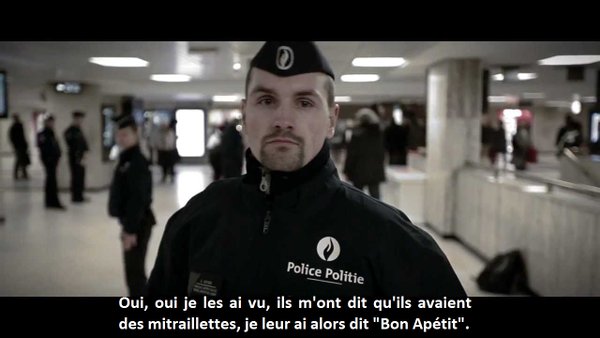 Police Politie
Oui, oui je les ai vu, ils m'ont dit qu'ils avaient
des mitraillettes, je leur ai alors dit "Bon Apétit".